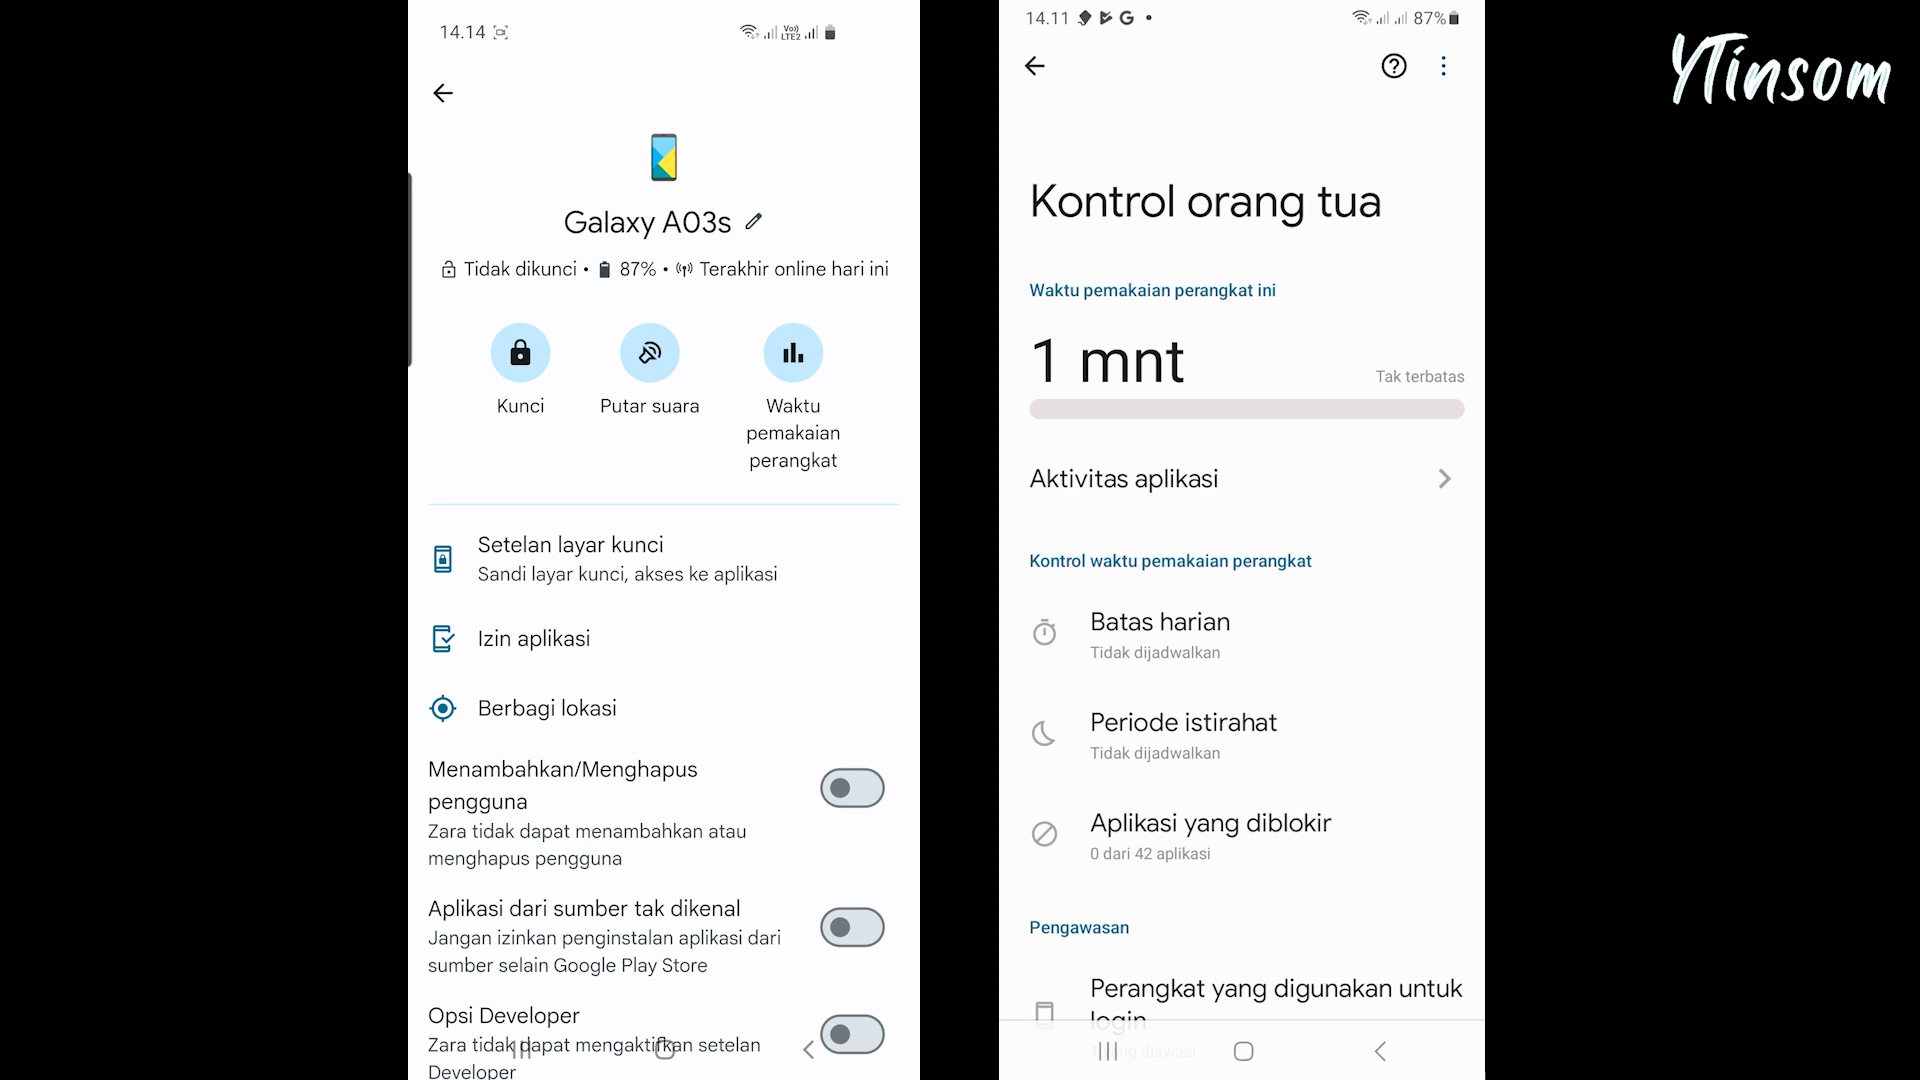 14.14
Vo))
LTE2
Galaxy A03s
Tidak dikunci • 87% • Terakhir online hari ini
Kunci
Putar suara
Waktu
pemakaian
perangkat
Setelan layar kunci
Sandi layar kunci, akses ke aplikasi
Izin aplikasi
Berbagi lokasi
Menambahkan/Menghapus
pengguna
Zara tidak dapat menambahkan atau
menghapus pengguna
Aplikasi dari sumber tak dikenal
Jangan izinkan penginstalan aplikasi dari
sumber selain Google Play Store
Opsi Developer
Zara tidak dapat mengaktifkan setelan
Developer
14.11 G •
87%
Kontrol orang tua
Waktu pemakaian perangkat ini
1 mnt
Tak terbatas
Aktivitas aplikasi
Kontrol waktu pemakaian perangkat
Batas harian
Tidak dijadwalkan
Periode istirahat
Tidak dijadwalkan
Aplikasi yang diblokir
0 dari 42 aplikasi
Pengawasan
Perangkat yang digunakan untuk
login
YTinsom